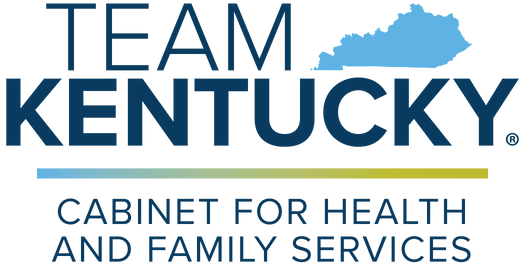 TEAM
KENTUCKY®
CABINET FOR HEALTH
AND FAMILY SERVICES